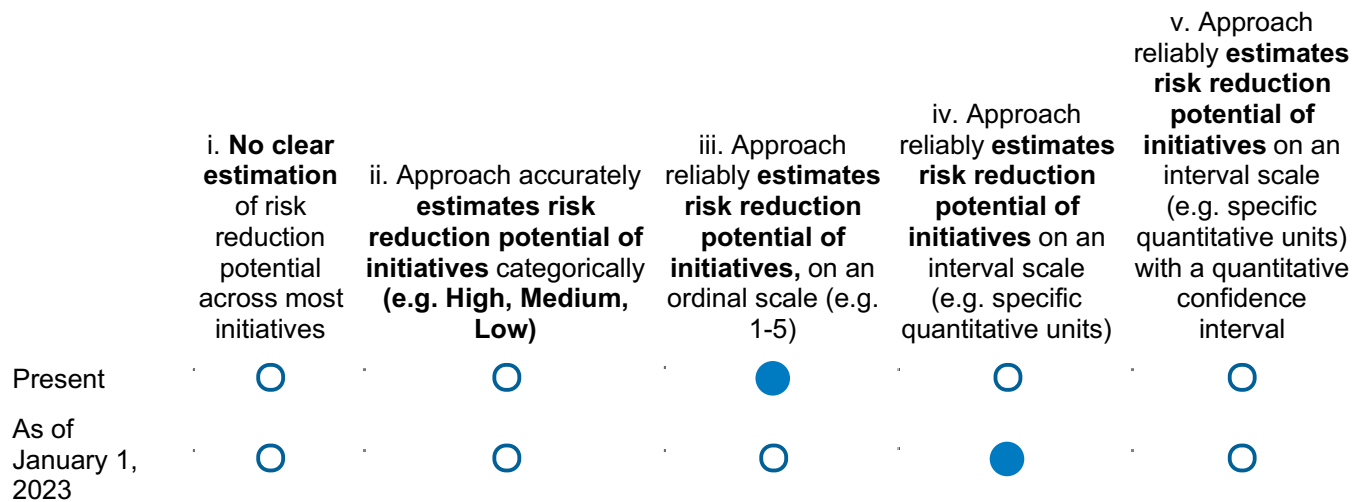 i. No clear
estimation
of risk
reduction
potential
across most
initiatives
ii. Approach accurately
estimates risk
reduction potential of
initiatives categorically
(e.g. High, Medium,
Low)
iii. Approach
reliably estimates
risk reduction
potential of
initiatives, on an
ordinal scale (e.g.
1-5)
iv. Approach
reliably estimates
risk reduction
potential of
initiatives on an
interval scale
(e.g. specific
quantitative units)
v. Approach
reliably estimates
risk reduction
potential of
initiatives on an
interval scale
(e.g. specific
quantitative units)
with a quantitative
confidence
interval
Present
As of
January 1,
2023